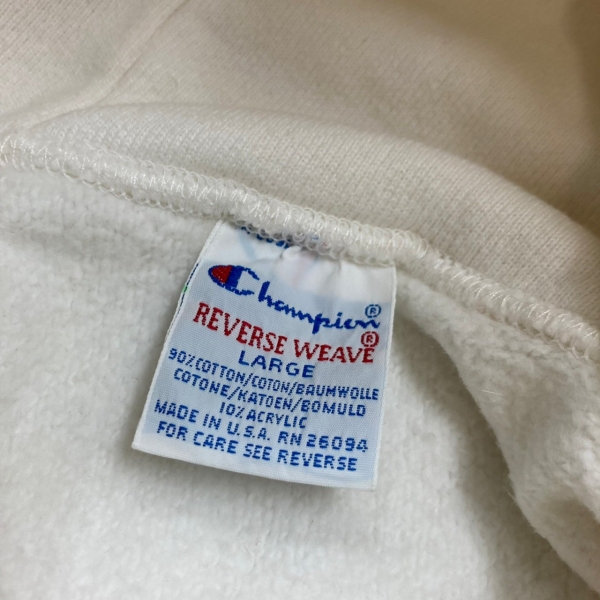 Champion®
REVERSE WEAVE®
LARGE
90% COTTON/COTON/BAUMWOLLE
COTONE/KATOEN/BOMULD
10% ACRYLIC
MADE IN U.S.A. RN 26094
FOR CARE SEE REVERSE